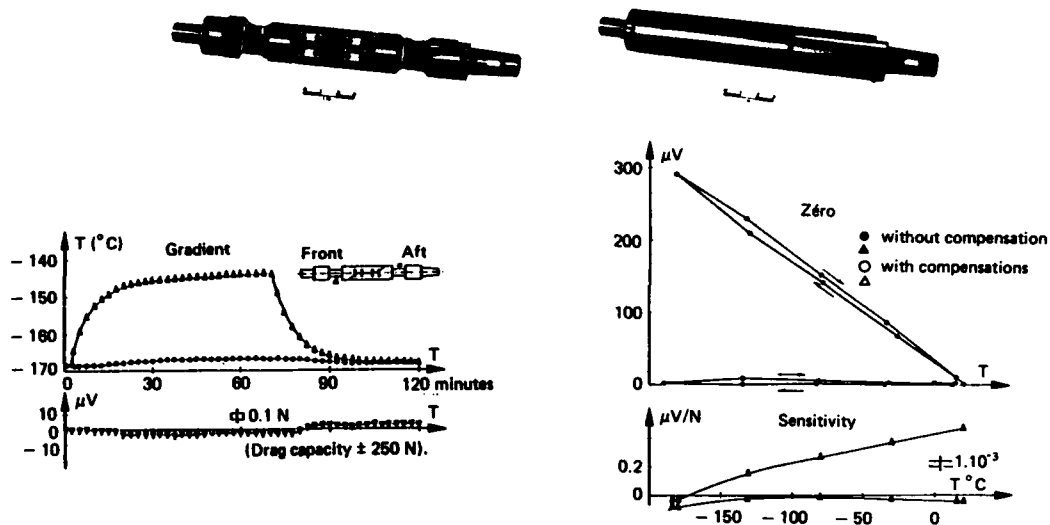 T (°C)
Gradient
Front
Aft
– 140
– 150
– 160
– 170
T
0
30
60
90
120
minutes
μV
10
0
– 10
0.1 N
T
(Drag capacity ± 250 N).
μV
300
200
100
0
Zéro
without compensation
with compensations
T
μV/N
Sensitivity
0.2
0
1.10⁻³
T °C
– 150
– 100
– 50
0